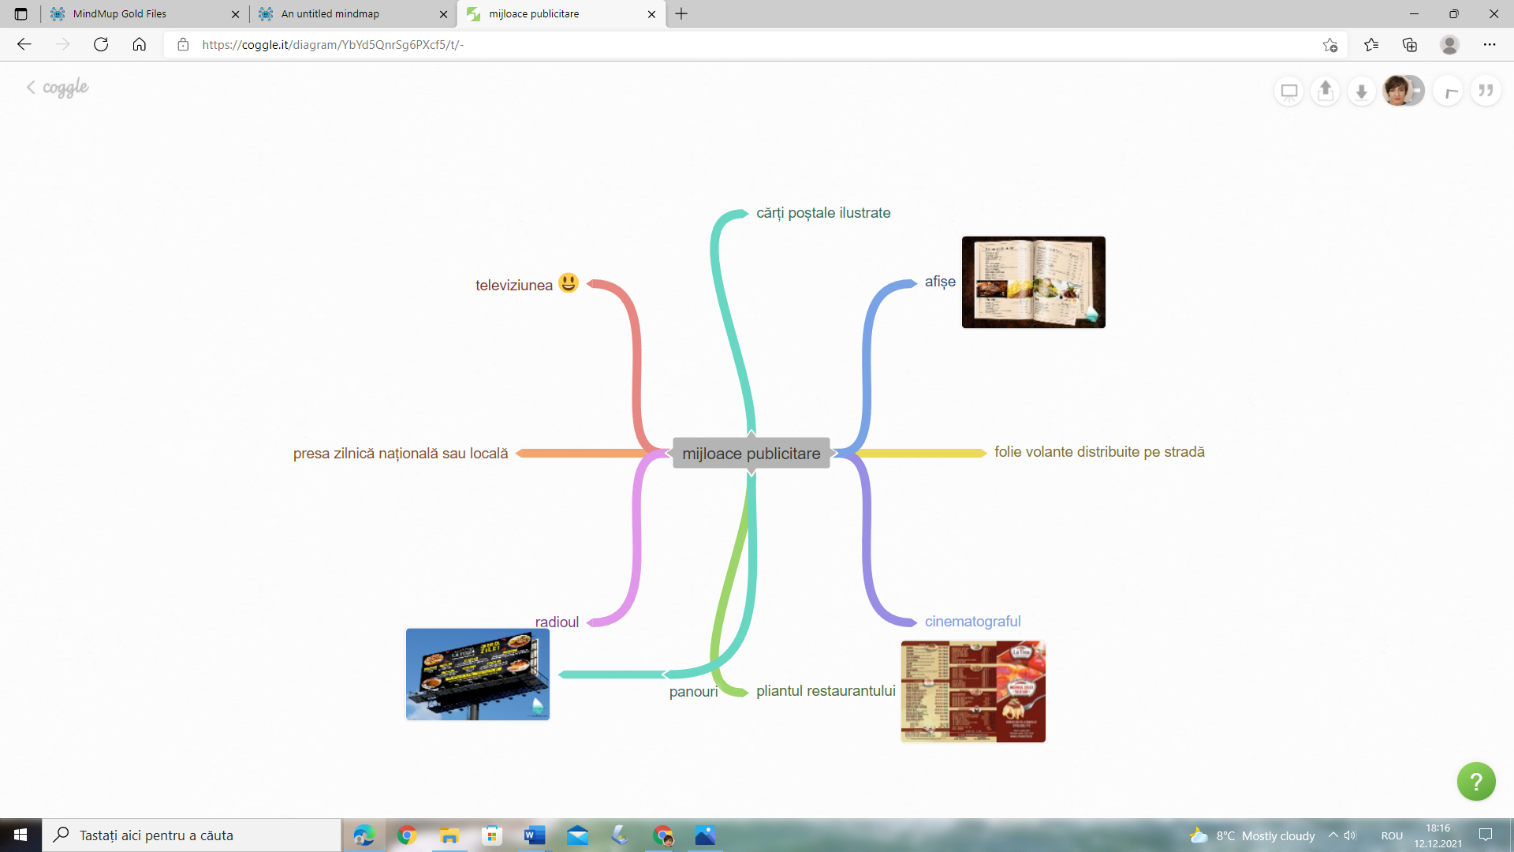 MindMup Gold Files
An untitled mindmap
mijloace publicitare
https://coggle.it/diagram/YbYd5QnrSg6PXcf5/t/-
coggle
cărți poștale ilustrate
televiziunea
afișe
presa zilnică națională sau locală
mijloace publicitare
folie volante distribuite pe stradă
radioul
cinematograful
panouri
pliantul restaurantului
?
Tastați aici pentru a căuta
8°C Mostly cloudy
ROU
18:16
12.12.2021